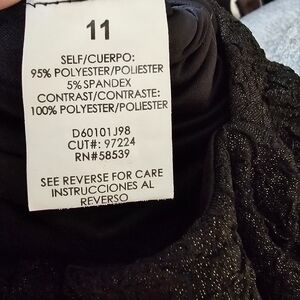 11
SELF/CUERPO:
95% POLYESTER/POLIESTER
5% SPANDEX
CONTRAST/CONTRASTE:
100% POLYESTER/POLIESTER
D60101J98
CUT#: 97224
RN#58539
SEE REVERSE FOR CARE
INSTRUCCIONES AL
REVERSO